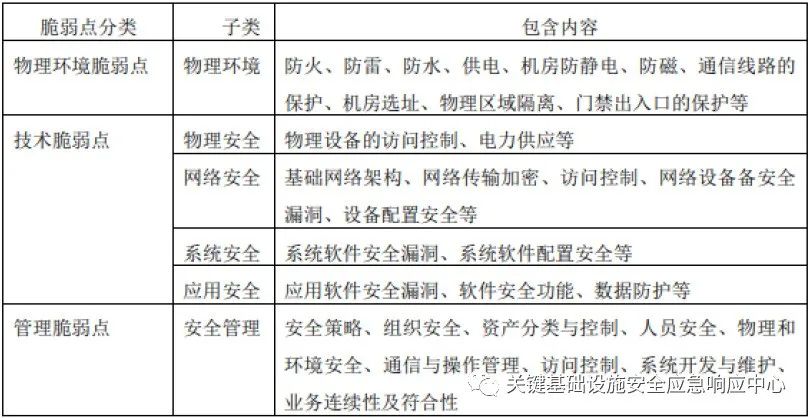 脆弱点分类 子类 包含内容
物理环境脆弱点 物理环境 防火、防雷、防水、供电、机房防静电、防磁、通信线路的
保护、机房选址、物理区域隔离、门禁出入口的保护等
技术脆弱点 物理安全 物理设备的访问控制、电力供应等
网络安全 基础网络架构、网络传输加密、访问控制、网络设备备安全
漏洞、设备配置安全等
系统安全 系统软件安全漏洞、系统软件配置安全等
应用安全 应用软件安全漏洞、软件安全功能、数据防护等
管理脆弱点 安全管理 安全策略、组织安全、资产分类与控制、人员安全、物理和
环境安全、通信与操作管理、访问控制、系统开发与维护、
业务连续性及符合性
关键基础设施安全应急响应中心